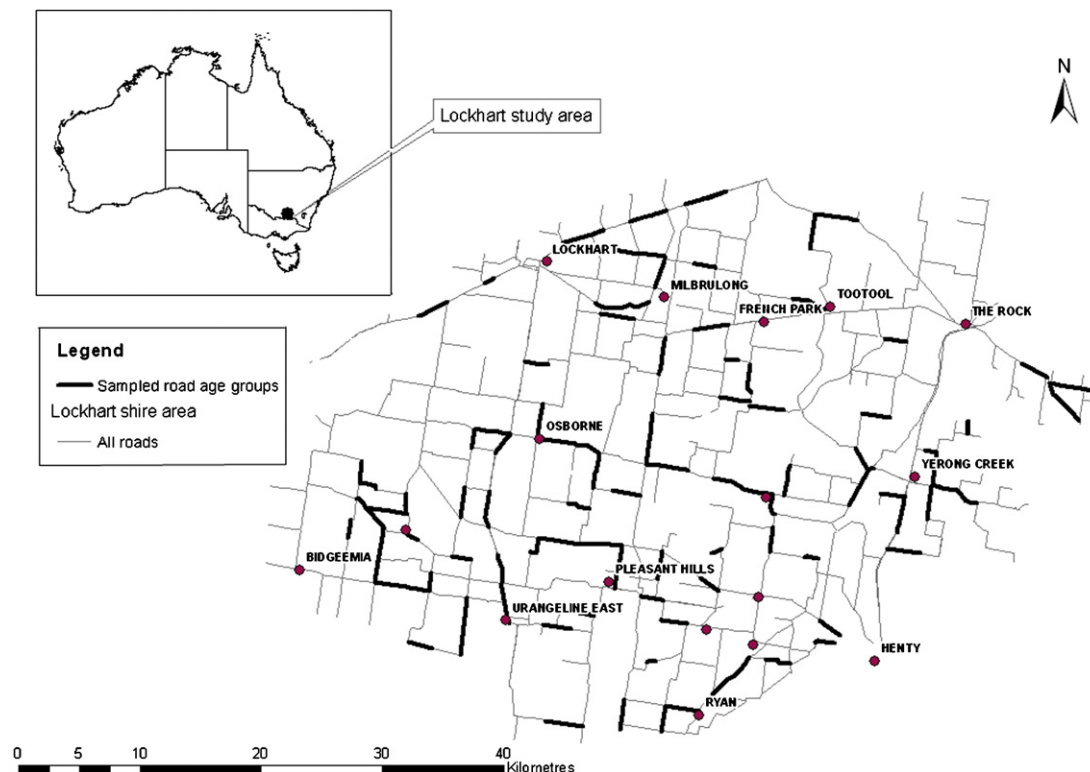 Lockhart study area
N
LOCKHART
MILBRULONG
TOOTOOL
FRENCH PARK
THE ROCK
Legend
Sampled road age groups
Lockhart shire area
All roads
OSBORNE
YERONG CREEK
BIDGEEMIA
PLEASANT HILLS
URANGELINE EAST
HENTY
RYAN
0 5 10 20 30 40
Kilometres